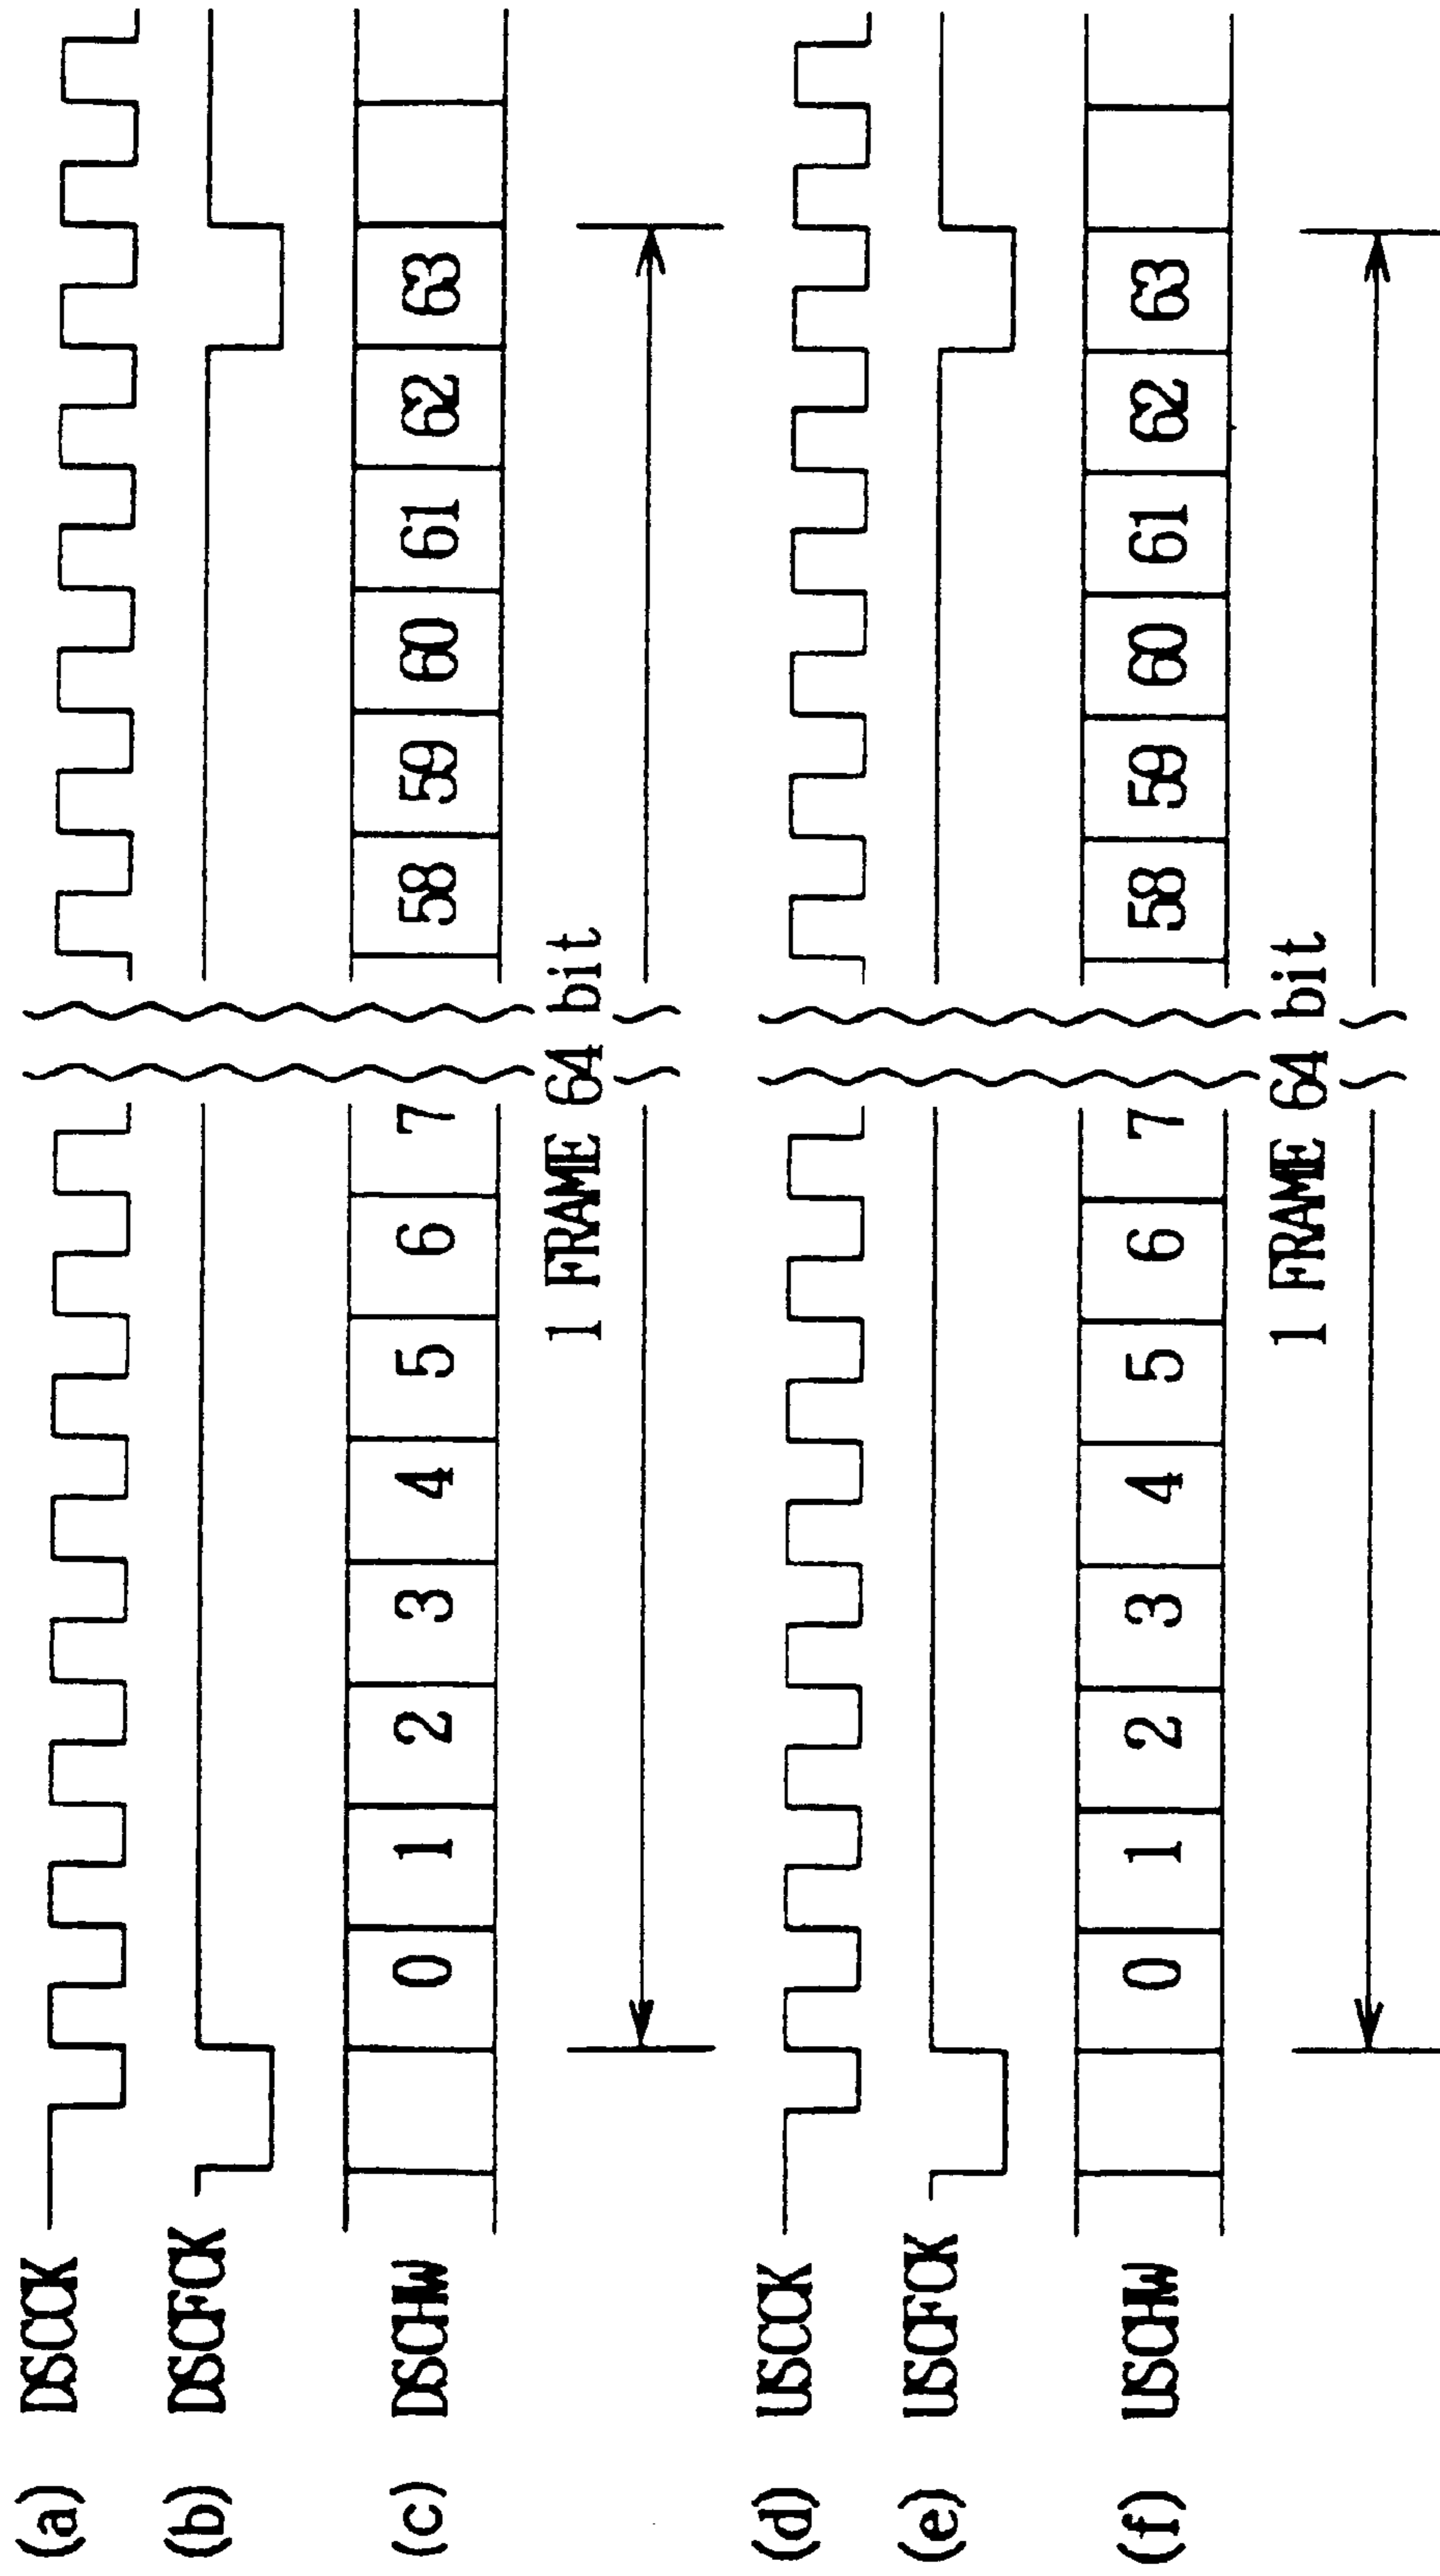 (a) DSCCK
(b) DSCFCK
(c) DSCHW 0 1 2 3 4 5 6 7 58 59 60 61 62 63
1 FRAME 64 bit
(d) USCCK
(e) USCFCK
(f) USCHW 0 1 2 3 4 5 6 7 58 59 60 61 62 63
1 FRAME 64 bit